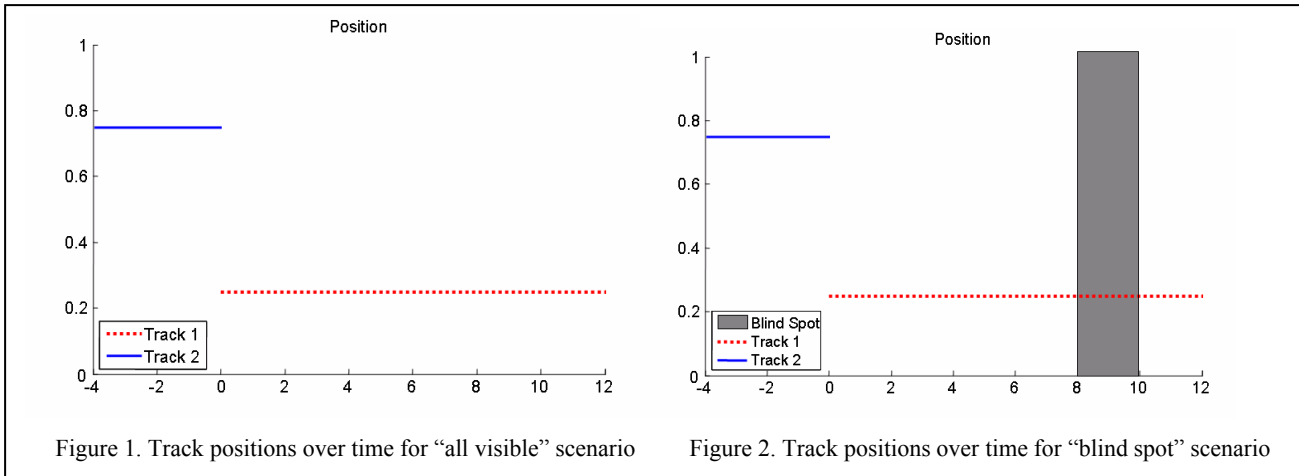 Position
1
0.8
0.6
0.4
0.2
0
Track 1
Track 2
-4 -2 0 2 4 6 8 10 12
Figure 1. Track positions over time for “all visible” scenario
Position
1
0.8
0.6
0.4
0.2
0
Blind Spot
Track 1
Track 2
-4 -2 0 2 4 6 8 10 12
Figure 2. Track positions over time for “blind spot” scenario